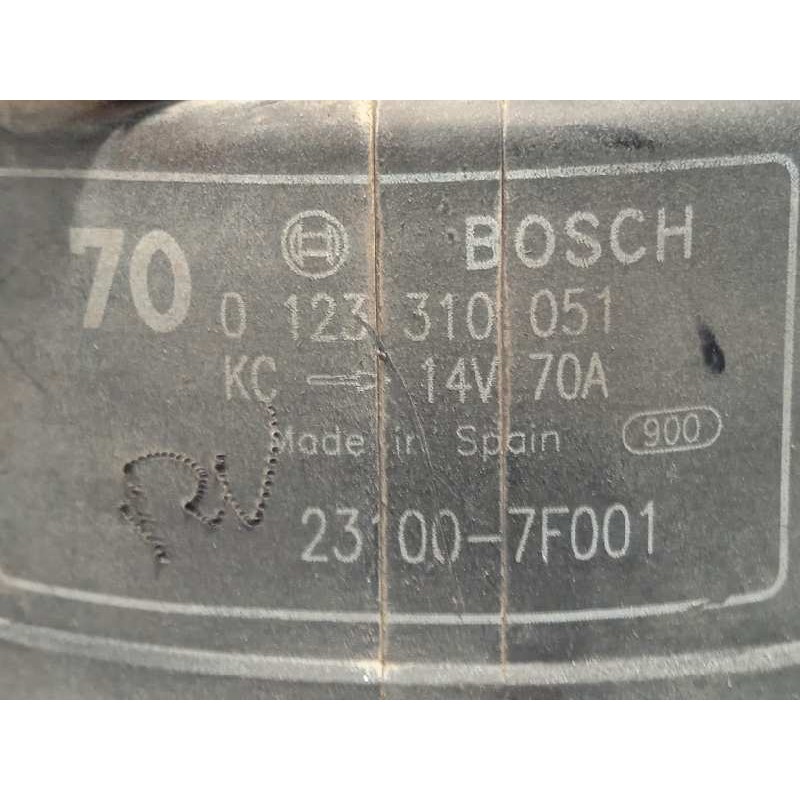 70 BOSCH
0 123 310 051
KC 14V 70A
Made in Spain 900
23100-7F001